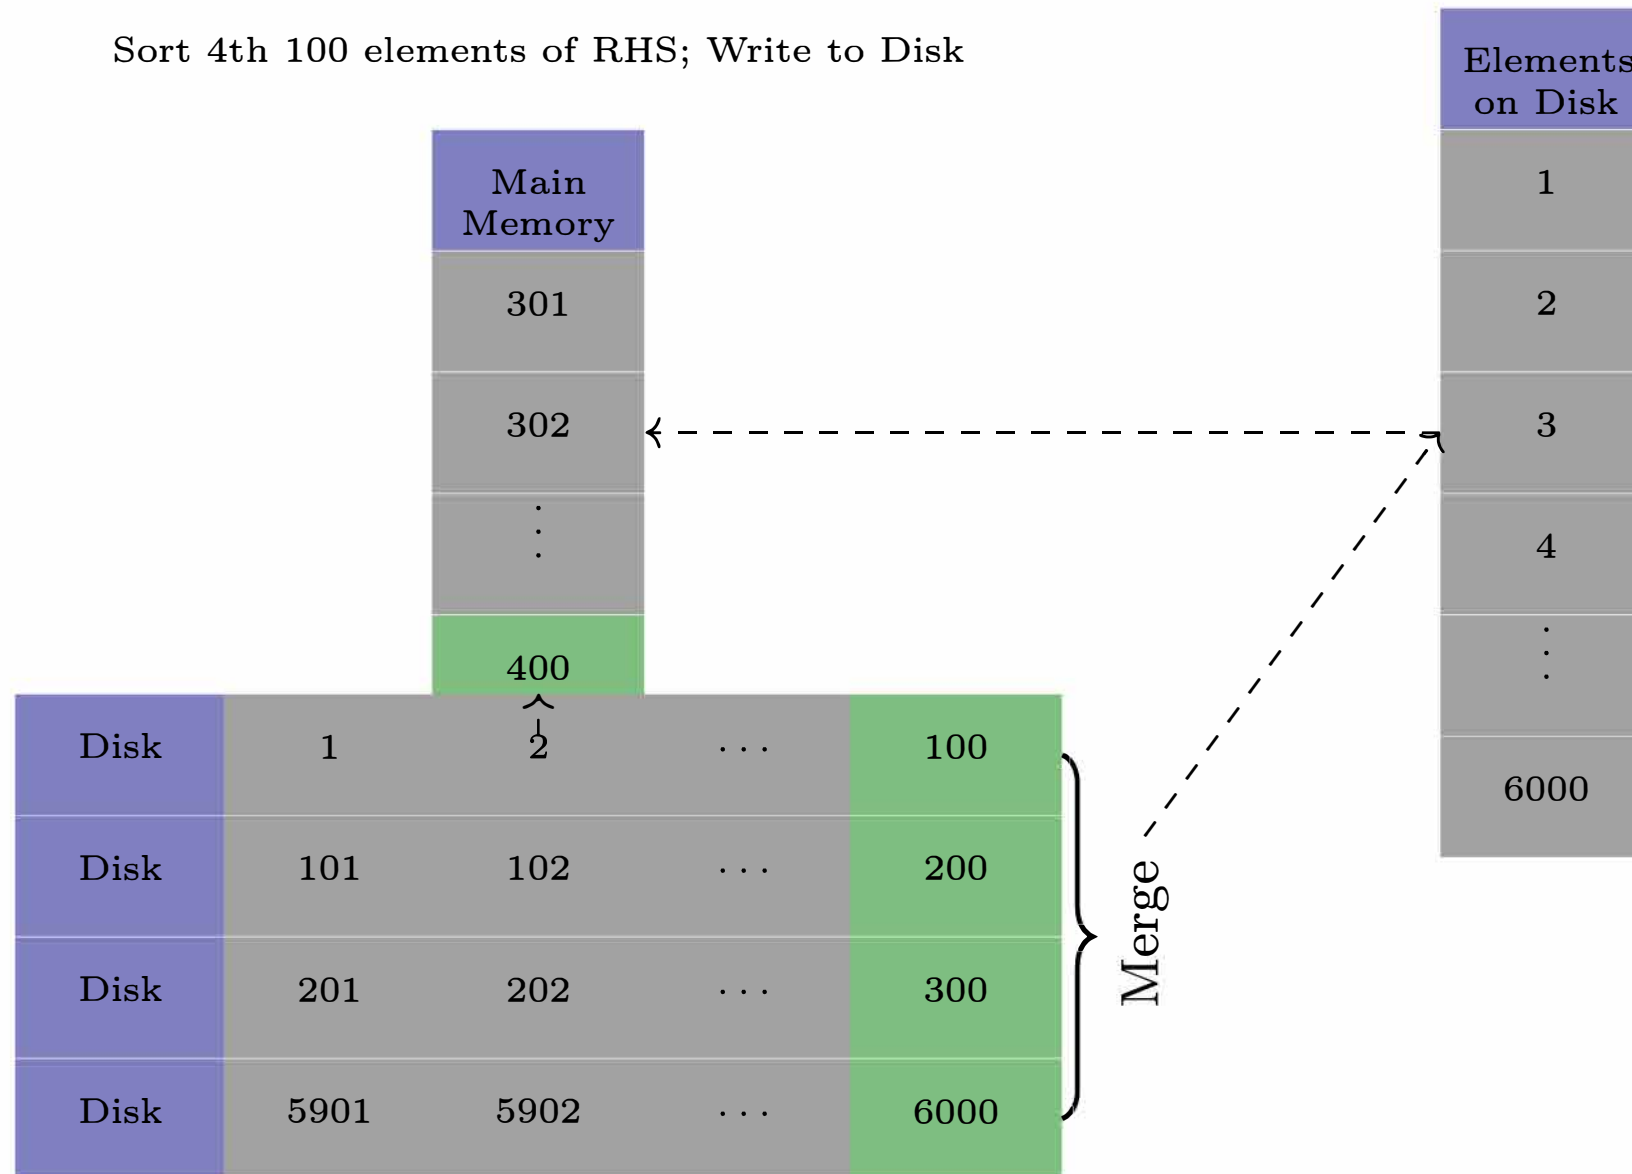 Sort 4th 100 elements of RHS; Write to Disk
Elements
on Disk
1
2
3
4
⋮
6000
Main
Memory
301
302
⋮
400
Disk 1 2 ··· 100
Disk 101 102 ··· 200
Disk 201 202 ··· 300
Disk 5901 5902 ··· 6000
Merge